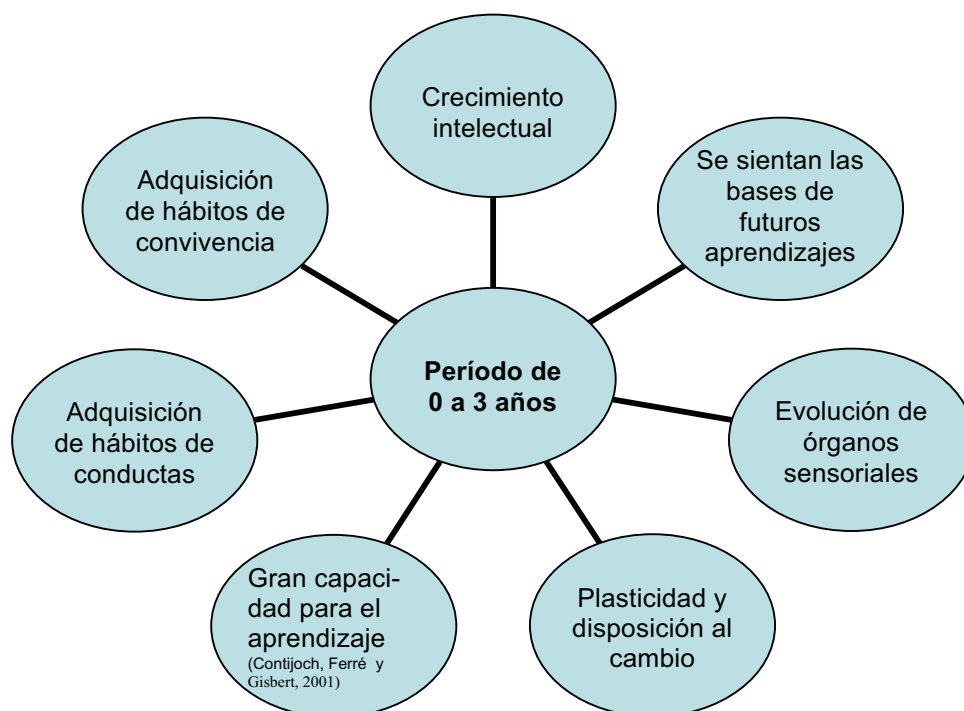 Crecimiento
intelectual
Se sientan las
bases de
futuros
aprendizajes
Adquisición
de hábitos de
convivencia
Período de
0 a 3 años
Adquisición
de hábitos de
conductas
Evolución de
órganos
sensoriales
Gran capaci-
dad para el
aprendizaje
(Contijoch, Ferré y
Gisbert, 2001)
Plasticidad y
disposición al
cambio